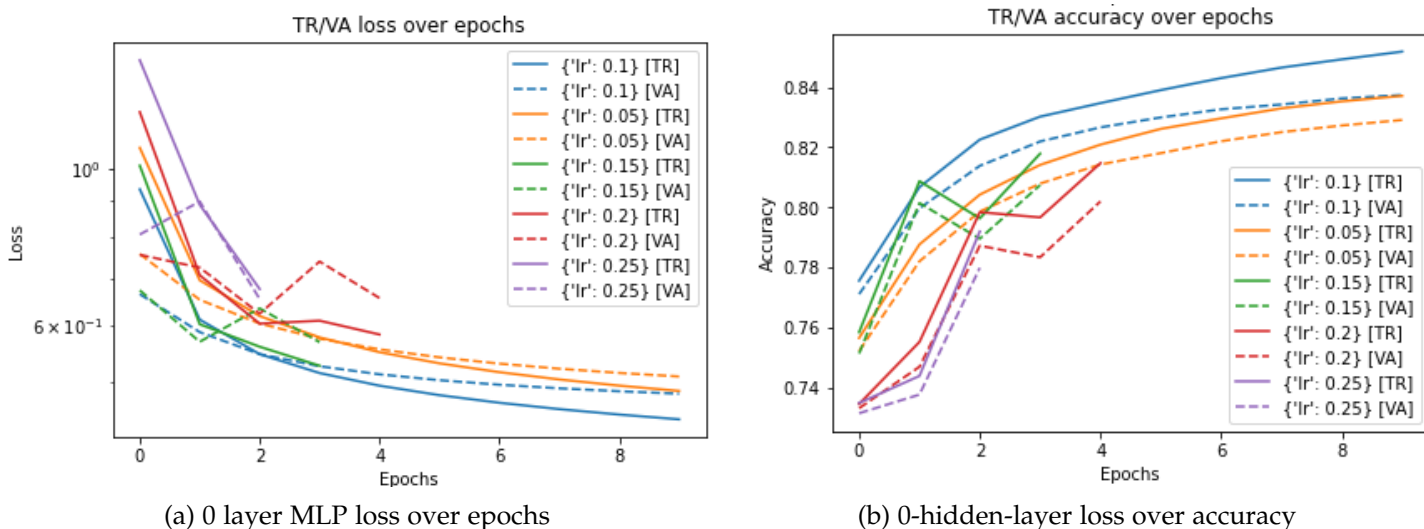 TR/VA loss over epochs
Loss
10⁰
6 × 10⁻¹
{'lr': 0.1} [TR]
{'lr': 0.1} [VA]
{'lr': 0.05} [TR]
{'lr': 0.05} [VA]
{'lr': 0.15} [TR]
{'lr': 0.15} [VA]
{'lr': 0.2} [TR]
{'lr': 0.2} [VA]
{'lr': 0.25} [TR]
{'lr': 0.25} [VA]
0 2 4 6 8
Epochs
(a) 0 layer MLP loss over epochs
TR/VA accuracy over epochs
Accuracy
0.84
0.82
0.80
0.78
0.76
0.74
{'lr': 0.1} [TR]
{'lr': 0.1} [VA]
{'lr': 0.05} [TR]
{'lr': 0.05} [VA]
{'lr': 0.15} [TR]
{'lr': 0.15} [VA]
{'lr': 0.2} [TR]
{'lr': 0.2} [VA]
{'lr': 0.25} [TR]
{'lr': 0.25} [VA]
0 2 4 6 8
Epochs
(b) 0-hidden-layer loss over accuracy